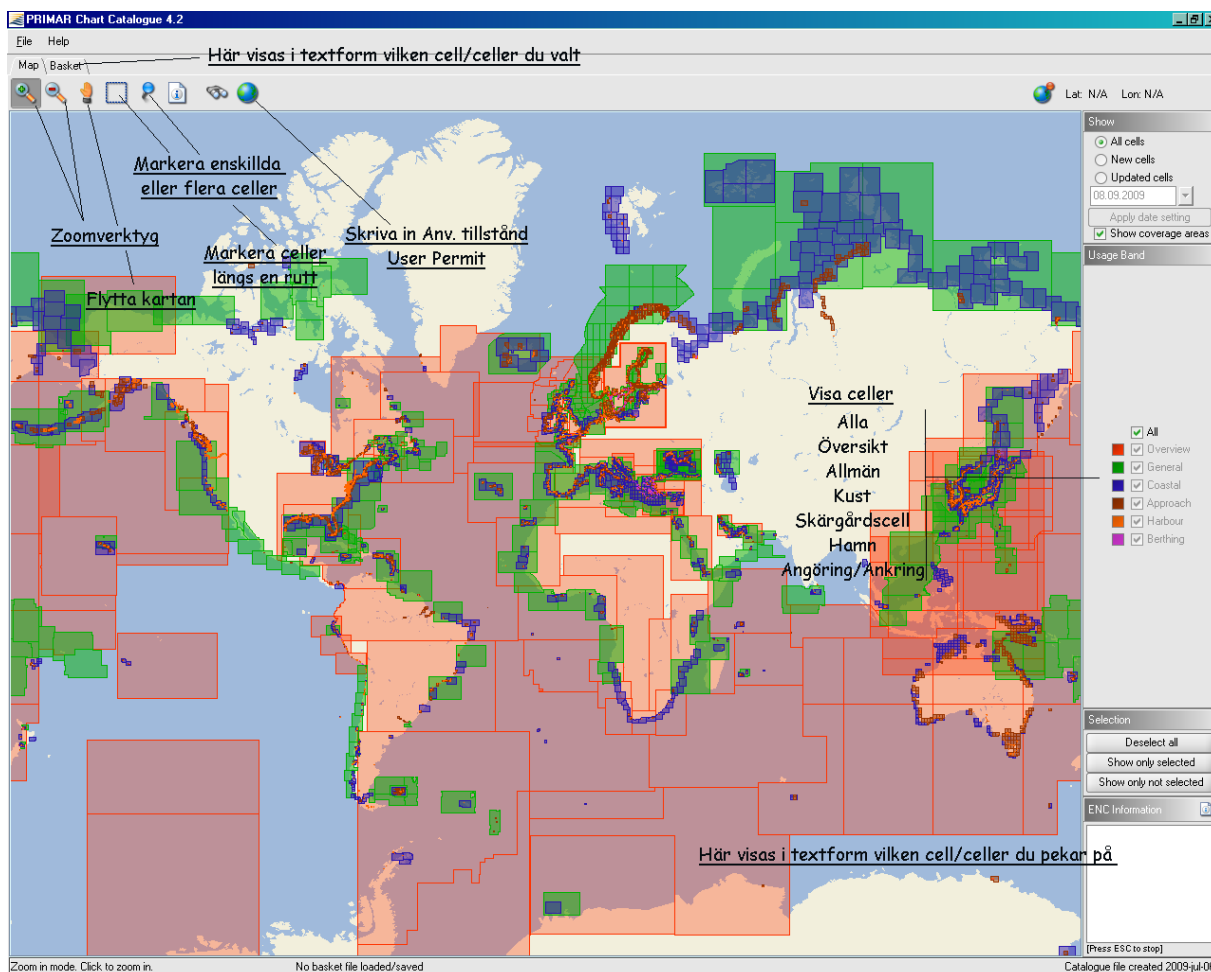 PRIMAR Chart Catalogue 4.2
File Help
Här visas i textform vilken cell/celler du valt
Map Basket
Lat: N/A Lon: N/A
Markera enskillda
eller flera celler
Zoomverktyg
Markera celler
längs en rutt
Skriva in Anv. tillstånd
User Permit
Flytta kartan
Show
All cells
New cells
Updated cells
08.09.2009
Apply date setting
Show coverage areas
Usage Band
Visa celler
Alla
Översikt
Allmän
Kust
Skärgårdscell
Hamn
Angöring/Ankring
All
Overview
General
Coastal
Approach
Harbour
Berthing
Selection
Deselect all
Show only selected
Show only not selected
ENC Information
Här visas i textform vilken cell/celler du pekar på
[Press ESC to stop]
Zoom in mode. Click to zoom in.
No basket file loaded/saved
Catalogue file created 2009-jul-0